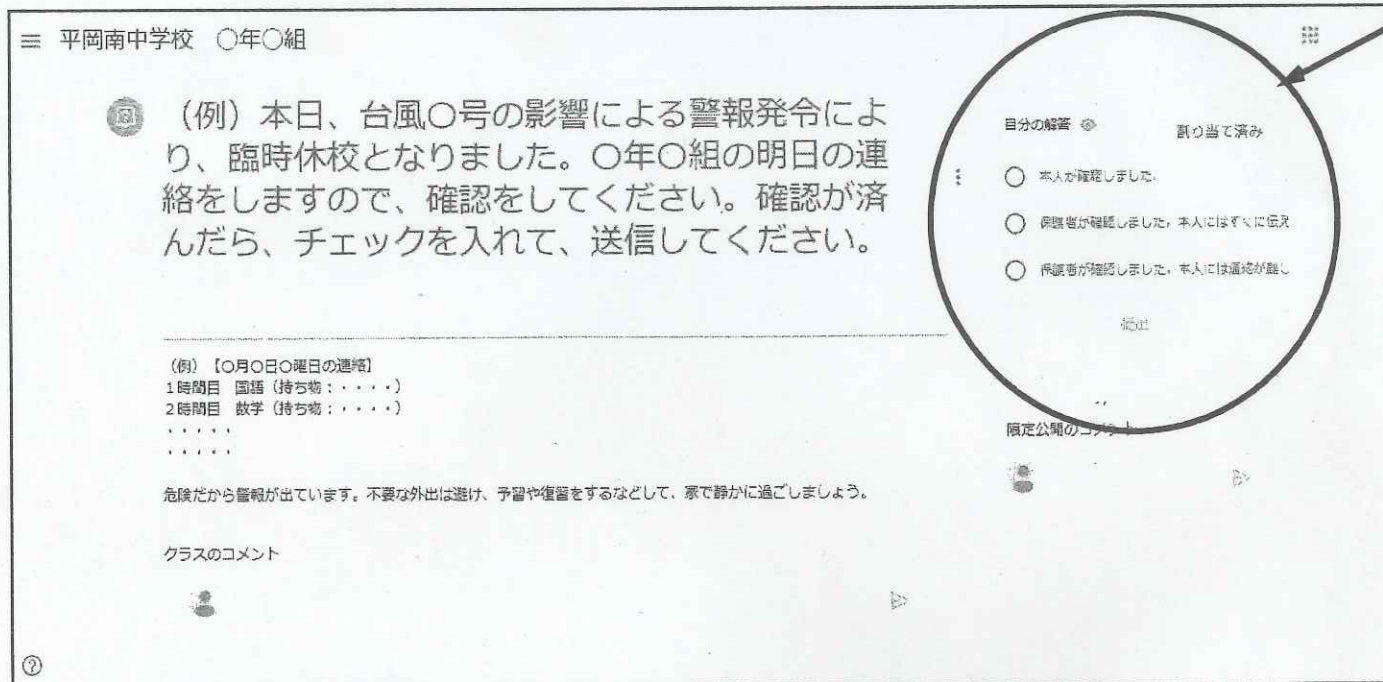 平岡南中学校 〇年〇組
(例)本日、台風〇号の影響による警報発令によ
り、臨時休校となりました。〇年〇組の明日の連
絡をしますので、確認をしてください。確認が済
んだら、チェックを入れて、送信してください。
(例)【〇月〇日〇曜日の連絡】
1時間目 国語(持ち物:・・・・)
2時間目 数学(持ち物:・・・・)
・・・・・
・・・・・
危険だから警報が出ています。不要な外出は避け、予習や復習をするなどして、家で静かに過ごしましょう。
クラスのコメント
自分の解答
割り当て済み
本人が確認しました。
保護者が確認しました。本人にはすぐに伝え
保護者が確認しました。本人には連絡が難し
限定公開のコメント